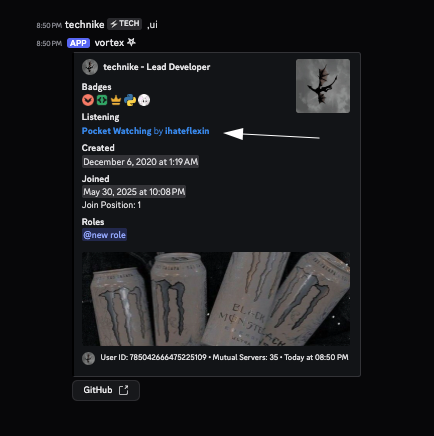 8:50 PM technike TECH ,ui
8:50 PM APP vortex
technike - Lead Developer
Badges
Listening
Pocket Watching by ihateflexin
Created
December 6, 2020 at 1:19 AM
Joined
May 30, 2025 at 10:08 PM
Join Position: 1
Roles
@new role
User ID: 785042666475225109 • Mutual Servers: 35 • Today at 08:50 PM
GitHub